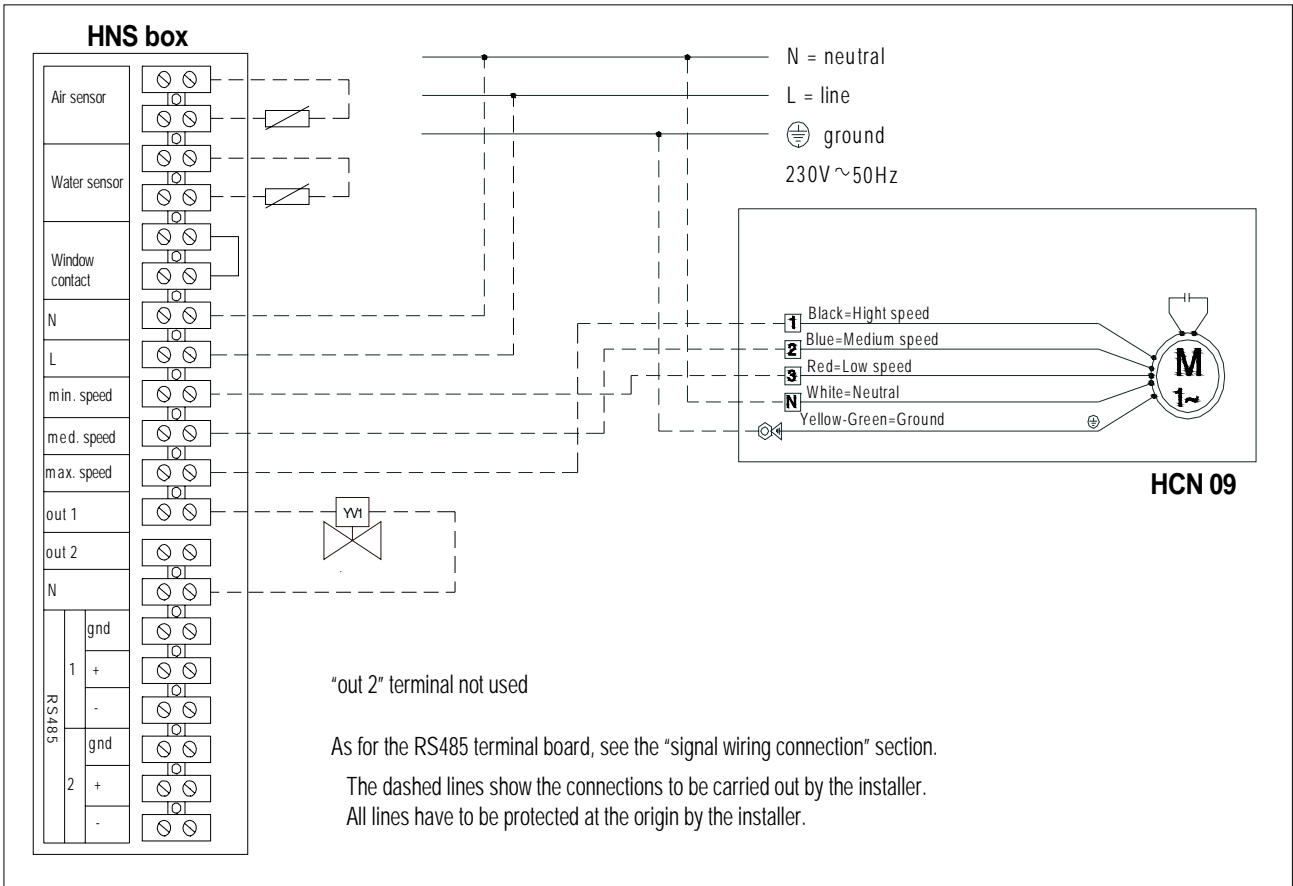 HNS box
Air sensor
Water sensor
Window
contact
N
L
min. speed
med. speed
max. speed
out 1
out 2
N
RS485
1
gnd
+
-
2
gnd
+
-
N = neutral
L = line
ground
230V ~ 50Hz
1 Black=Hight speed
2 Blue=Medium speed
3 Red=Low speed
N White=Neutral
Yellow-Green=Ground
M
1~
HCN 09
YV1
"out 2" terminal not used
As for the RS485 terminal board, see the "signal wiring connection" section.
The dashed lines show the connections to be carried out by the installer.
All lines have to be protected at the origin by the installer.